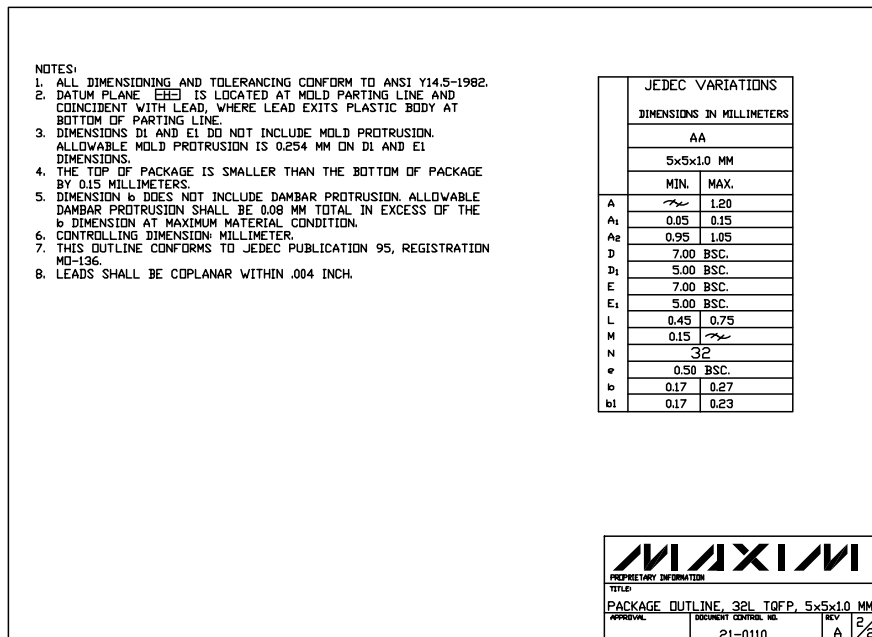 NOTES:
1. ALL DIMENSIONING AND TOLERANCING CONFORM TO ANSI Y14.5-1982.
2. DATUM PLANE -H- IS LOCATED AT MOLD PARTING LINE AND
COINCIDENT WITH LEAD, WHERE LEAD EXITS PLASTIC BODY AT
BOTTOM OF PARTING LINE.
3. DIMENSIONS D1 AND E1 DO NOT INCLUDE MOLD PROTRUSION.
ALLOWABLE MOLD PROTRUSION IS 0.254 MM ON D1 AND E1
DIMENSIONS.
4. THE TOP OF PACKAGE IS SMALLER THAN THE BOTTOM OF PACKAGE
BY 0.15 MILLIMETERS.
5. DIMENSION b DOES NOT INCLUDE DAMBAR PROTRUSION. ALLOWABLE
DAMBAR PROTRUSION SHALL BE 0.08 MM TOTAL IN EXCESS OF THE
b DIMENSION AT MAXIMUM MATERIAL CONDITION.
6. CONTROLLING DIMENSION: MILLIMETER.
7. THIS OUTLINE CONFORMS TO JEDEC PUBLICATION 95, REGISTRATION
MO-136.
8. LEADS SHALL BE COPLANAR WITHIN .004 INCH.
JEDEC VARIATIONS
DIMENSIONS IN MILLIMETERS
AA
5x5x1.0 MM
MIN. MAX.
A 1.20
A1 0.05 0.15
A2 0.95 1.05
D 7.00 BSC.
D1 5.00 BSC.
E 7.00 BSC.
E1 5.00 BSC.
L 0.45 0.75
M 0.15
N 32
e 0.50 BSC.
b 0.17 0.27
b1 0.17 0.23
MAXIM
PROPRIETARY INFORMATION
TITLE:
PACKAGE OUTLINE, 32L TQFP, 5x5x1.0 MM
APPROVAL DOCUMENT CONTROL NO. REV 2/2
21-0110 A